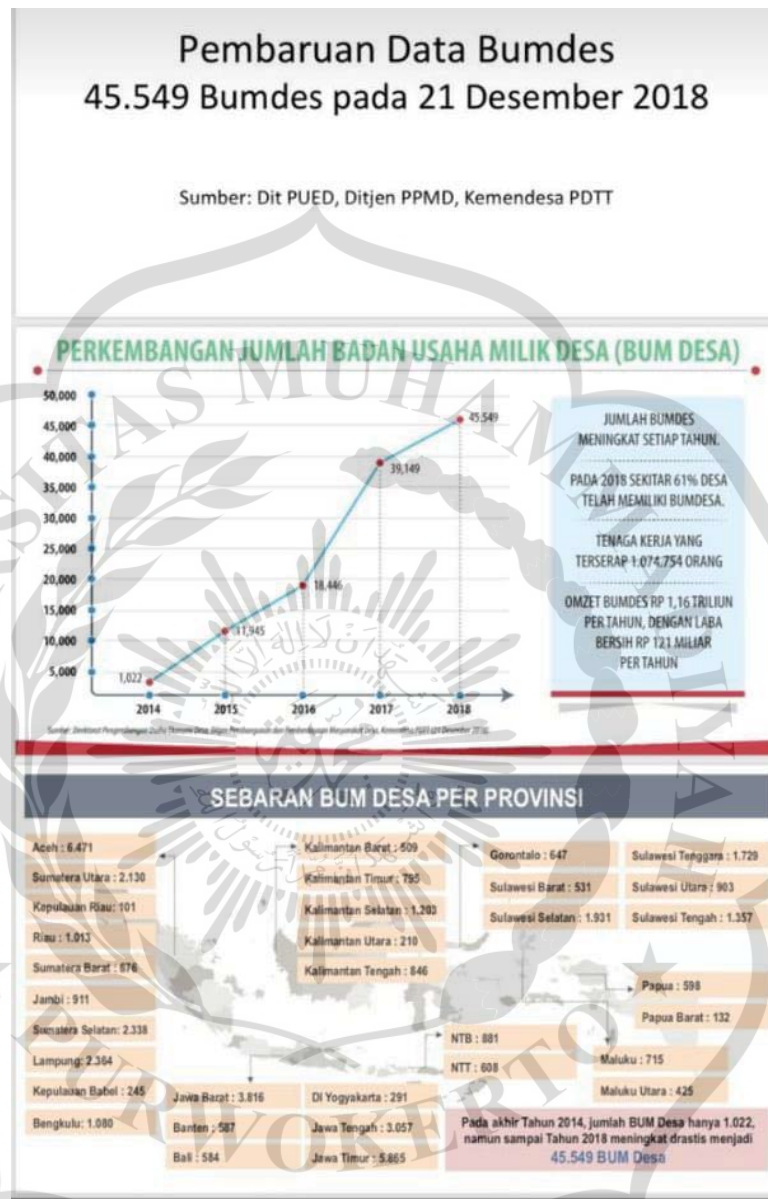 Pembaruan Data Bumdes
45.549 Bumdes pada 21 Desember 2018
Sumber: Dit PUED, Ditjen PPMD, Kemendesa PDTT
PERKEMBANGAN JUMLAH BADAN USAHA MILIK DESA (BUM DESA)
50,000
45,000
40,000
35,000
30,000
25,000
20,000
15,000
10,000
5,000
1,022
11,945
18,446
39,149
45.549
2014 2015 2016 2017 2018
JUMLAH BUMDES
MENINGKAT SETIAP TAHUN.
PADA 2018 SEKITAR 61% DESA
TELAH MEMILIKI BUMDESA.
TENAGA KERJA YANG
TERSERAP 1.074.754 ORANG
OMZET BUMDES RP 1,16 TRILIUN
PER TAHUN, DENGAN LABA
BERSIH RP 121 MILIAR
PER TAHUN
SEBARAN BUM DESA PER PROVINSI
Aceh : 6.471
Sumatera Utara : 2.130
Kepulauan Riau: 101
Riau : 1.013
Sumatera Barat : 876
Jambi : 911
Sumatera Selatan: 2.338
Lampung: 2.364
Kepulauan Babel : 245
Bengkulu: 1.080
Kalimantan Barat : 509
Kalimantan Timur : 795
Kalimantan Selatan : 1.203
Kalimantan Utara : 210
Kalimantan Tengah : 846
Gorontalo : 647
Sulawesi Barat : 531
Sulawesi Selatan : 1.931
Sulawesi Tenggara : 1.729
Sulawesi Utara : 903
Sulawesi Tengah : 1.357
Papua : 598
Papua Barat : 132
NTB : 881
NTT : 608
Maluku : 715
Maluku Utara : 425
Jawa Barat : 3.816
Banten : 587
Bali : 584
DI Yogyakarta : 291
Jawa Tengah : 3.057
Jawa Timur : 5.865
Pada akhir Tahun 2014, jumlah BUM Desa hanya 1.022,
namun sampai Tahun 2018 meningkat drastis menjadi
45.549 BUM Desa
PURWOKERTO